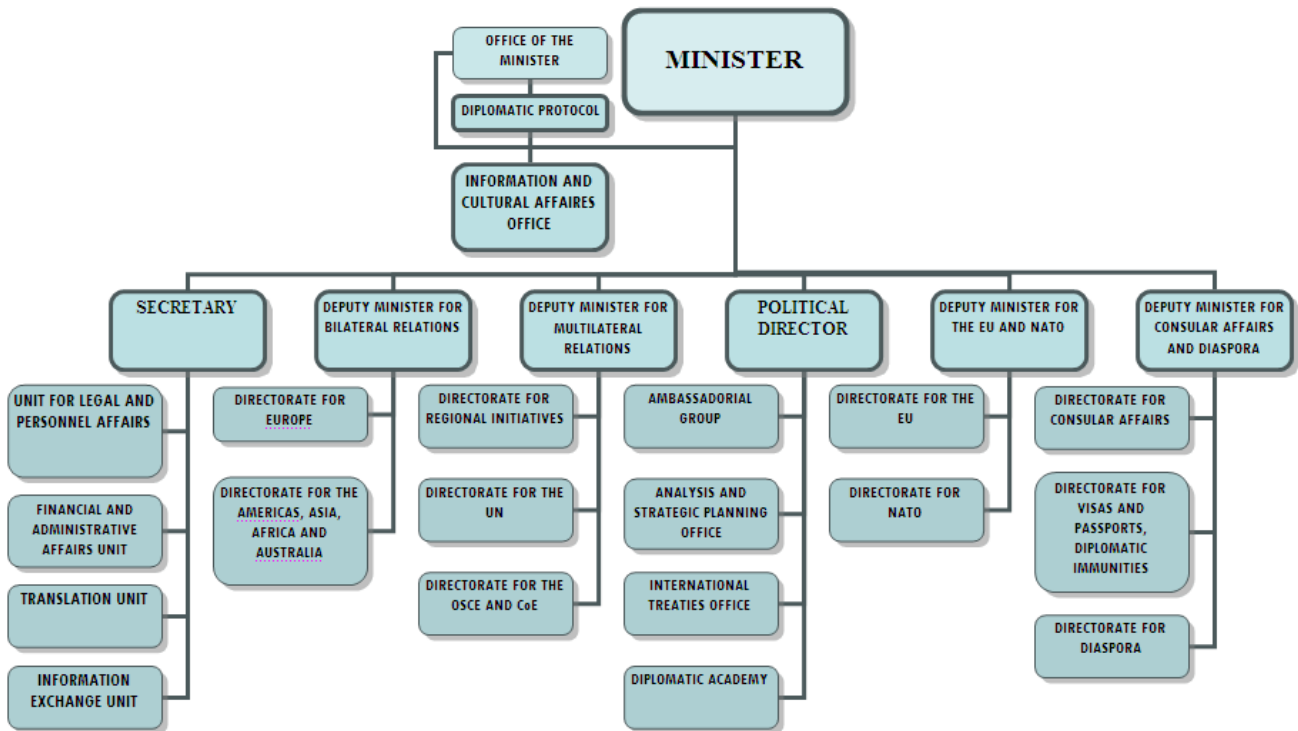 OFFICE OF THE
MINISTER
MINISTER
DIPLOMATIC PROTOCOL
INFORMATION AND
CULTURAL AFFAIRES
OFFICE
SECRETARY
DEPUTY MINISTER FOR
BILATERAL RELATIONS
DEPUTY MINISTER FOR
MULTILATERAL
RELATIONS
POLITICAL
DIRECTOR
DEPUTY MINISTER FOR
THE EU AND NATO
DEPUTY MINISTER FOR
CONSULAR AFFAIRS
AND DIASPORA
UNIT FOR LEGAL AND
PERSONNEL AFFAIRS
FINANCIAL AND
ADMINISTRATIVE
AFFAIRS UNIT
TRANSLATION UNIT
INFORMATION
EXCHANGE UNIT
DIRECTORATE FOR
EUROPE
DIRECTORATE FOR THE
AMERICAS, ASIA,
AFRICA AND
AUSTRALIA
DIRECTORATE FOR
REGIONAL INITIATIVES
DIRECTORATE FOR THE
UN
DIRECTORATE FOR THE
OSCE AND CoE
AMBASSADORIAL
GROUP
ANALYSIS AND
STRATEGIC PLANNING
OFFICE
INTERNATIONAL
TREATIES OFFICE
DIPLOMATIC ACADEMY
DIRECTORATE FOR THE
EU
DIRECTORATE FOR
NATO
DIRECTORATE FOR
CONSULAR AFFAIRS
DIRECTORATE FOR
VISAS AND
PASSPORTS,
DIPLOMATIC
IMMUNITIES
DIRECTORATE FOR
DIASPORA